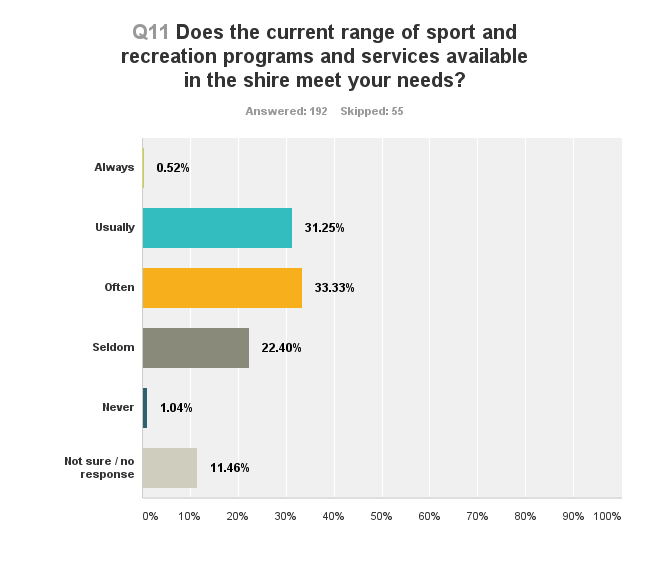 Q11 Does the current range of sport and
recreation programs and services available
in the shire meet your needs?
Answered: 192 Skipped: 55
Always 0.52%
Usually 31.25%
Often 33.33%
Seldom 22.40%
Never 1.04%
Not sure / no
response 11.46%
0% 10% 20% 30% 40% 50% 60% 70% 80% 90% 100%